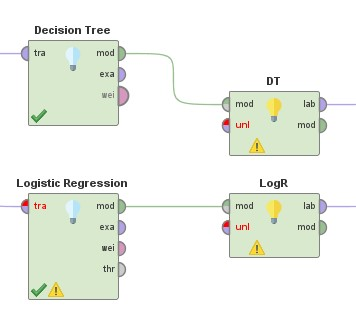 Decision Tree
tra mod
exa
wei
DT
mod lab
unl mod
Logistic Regression
tra mod
exa
wei
thr
LogR
mod lab
unl mod